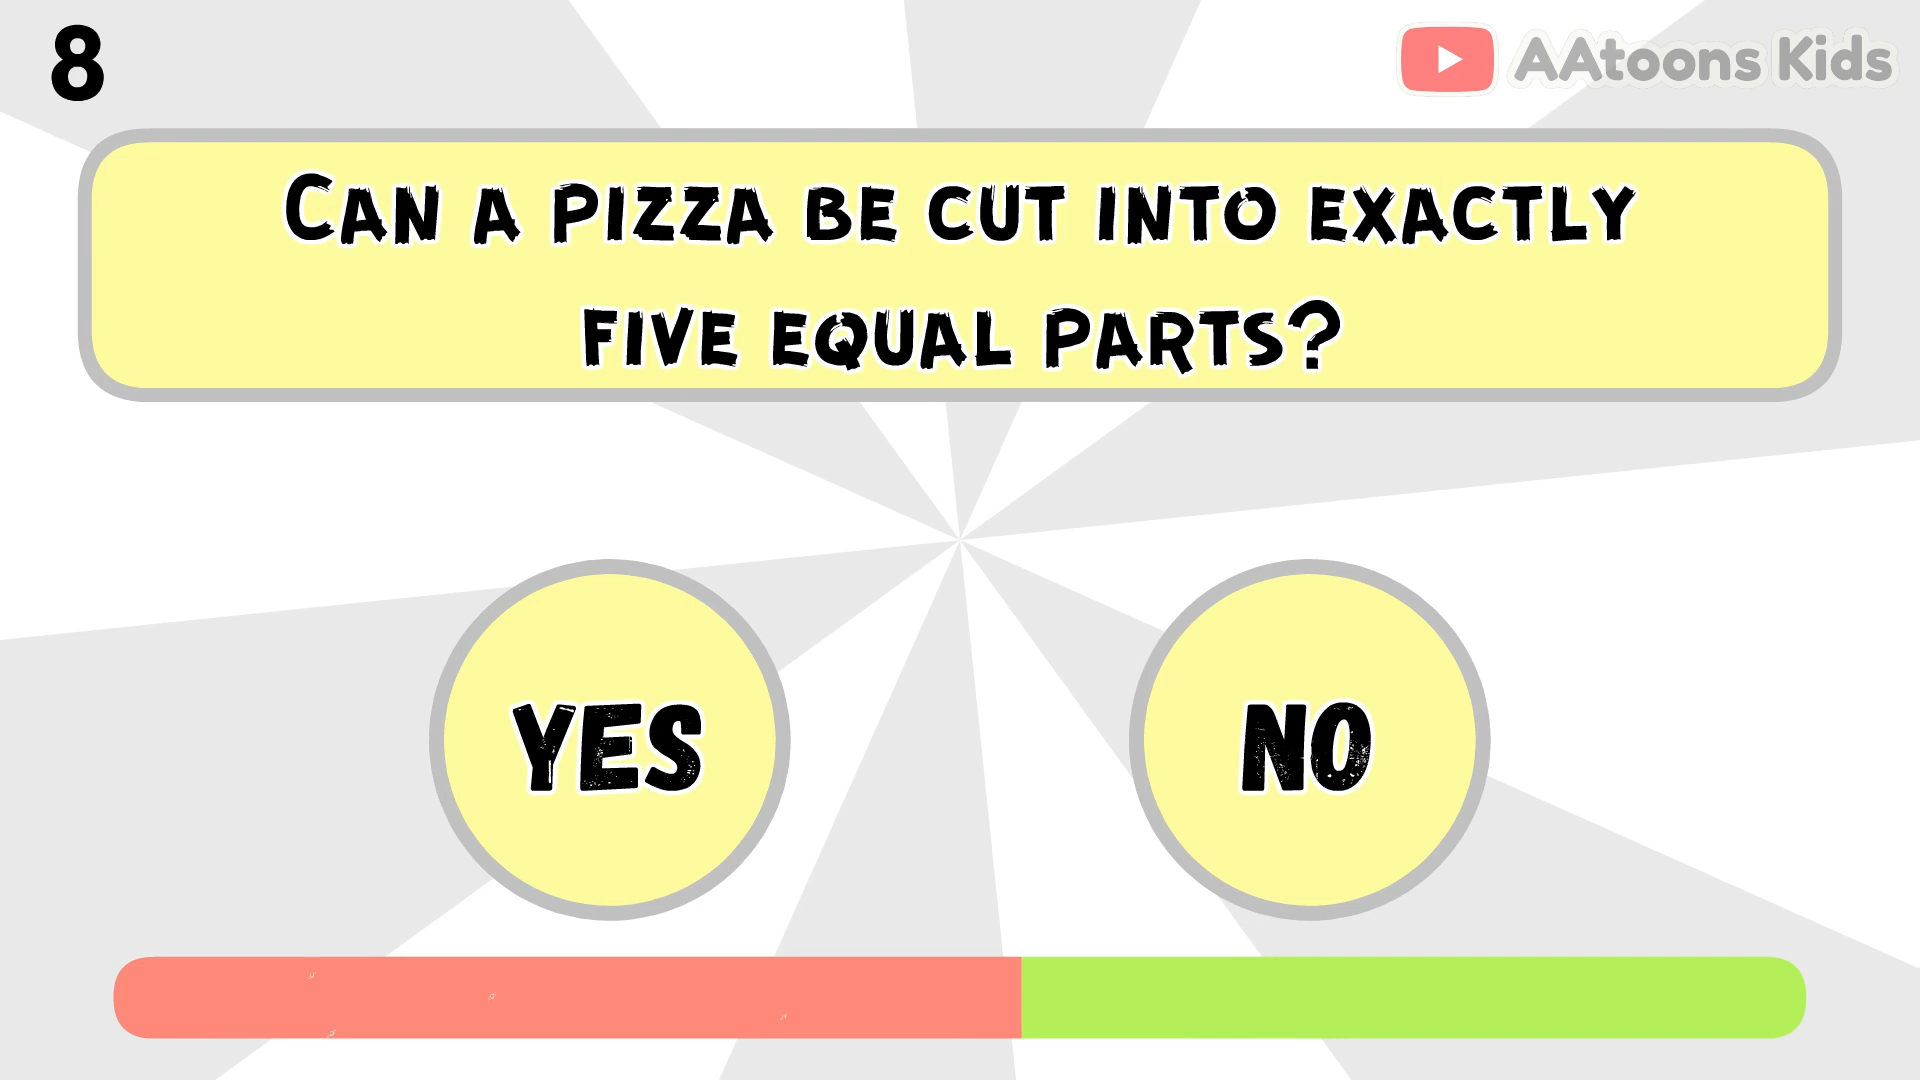 8
AAtoons Kids
Can a pizza be cut into exactly
five equal parts?
YES
NO